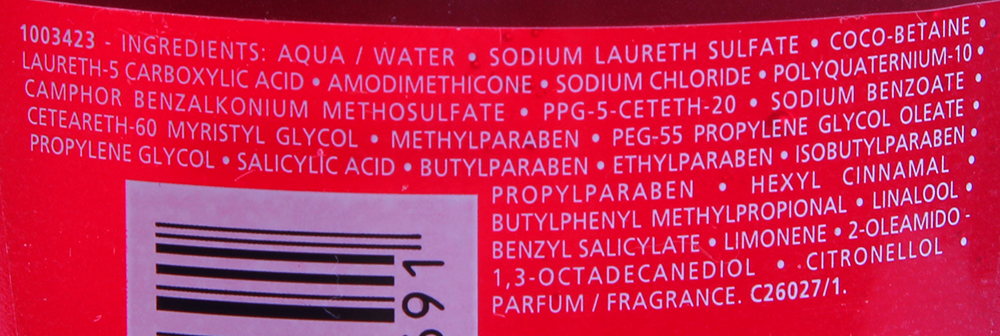 1003423 - INGREDIENTS: AQUA / WATER • SODIUM LAURETH SULFATE • COCO-BETAINE •
LAURETH-5 CARBOXYLIC ACID • AMODIMETHICONE • SODIUM CHLORIDE • POLYQUATERNIUM-10 •
CAMPHOR BENZALKONIUM METHOSULFATE • PPG-5-CETETH-20 • SODIUM BENZOATE •
CETEARETH-60 MYRISTYL GLYCOL • METHYLPARABEN • PEG-55 PROPYLENE GLYCOL OLEATE •
PROPYLENE GLYCOL • SALICYLIC ACID • BUTYLPARABEN • ETHYLPARABEN • ISOBUTYLPARABEN •
PROPYLPARABEN • HEXYL CINNAMAL •
BUTYLPHENYL METHYLPROPIONAL • LINALOOL •
BENZYL SALICYLATE • LIMONENE • 2-OLEAMIDO-
1,3-OCTADECANEDIOL • CITRONELLOL •
PARFUM / FRAGRANCE. C26027/1.
691